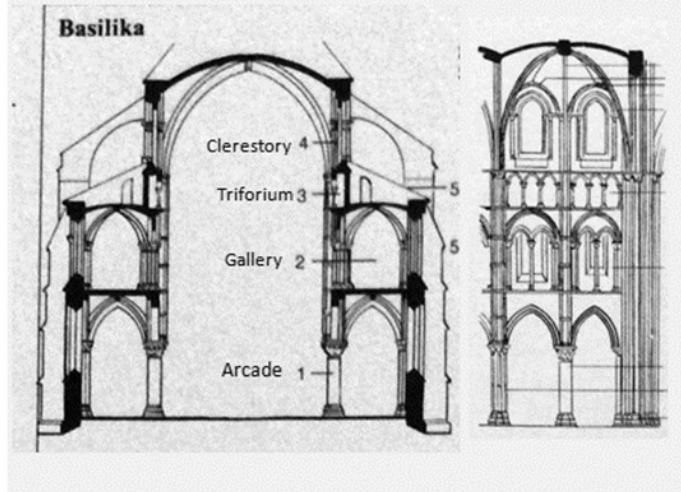 Basilika
Clerestory 4
Triforium 3
5
Gallery 2
5
Arcade 1